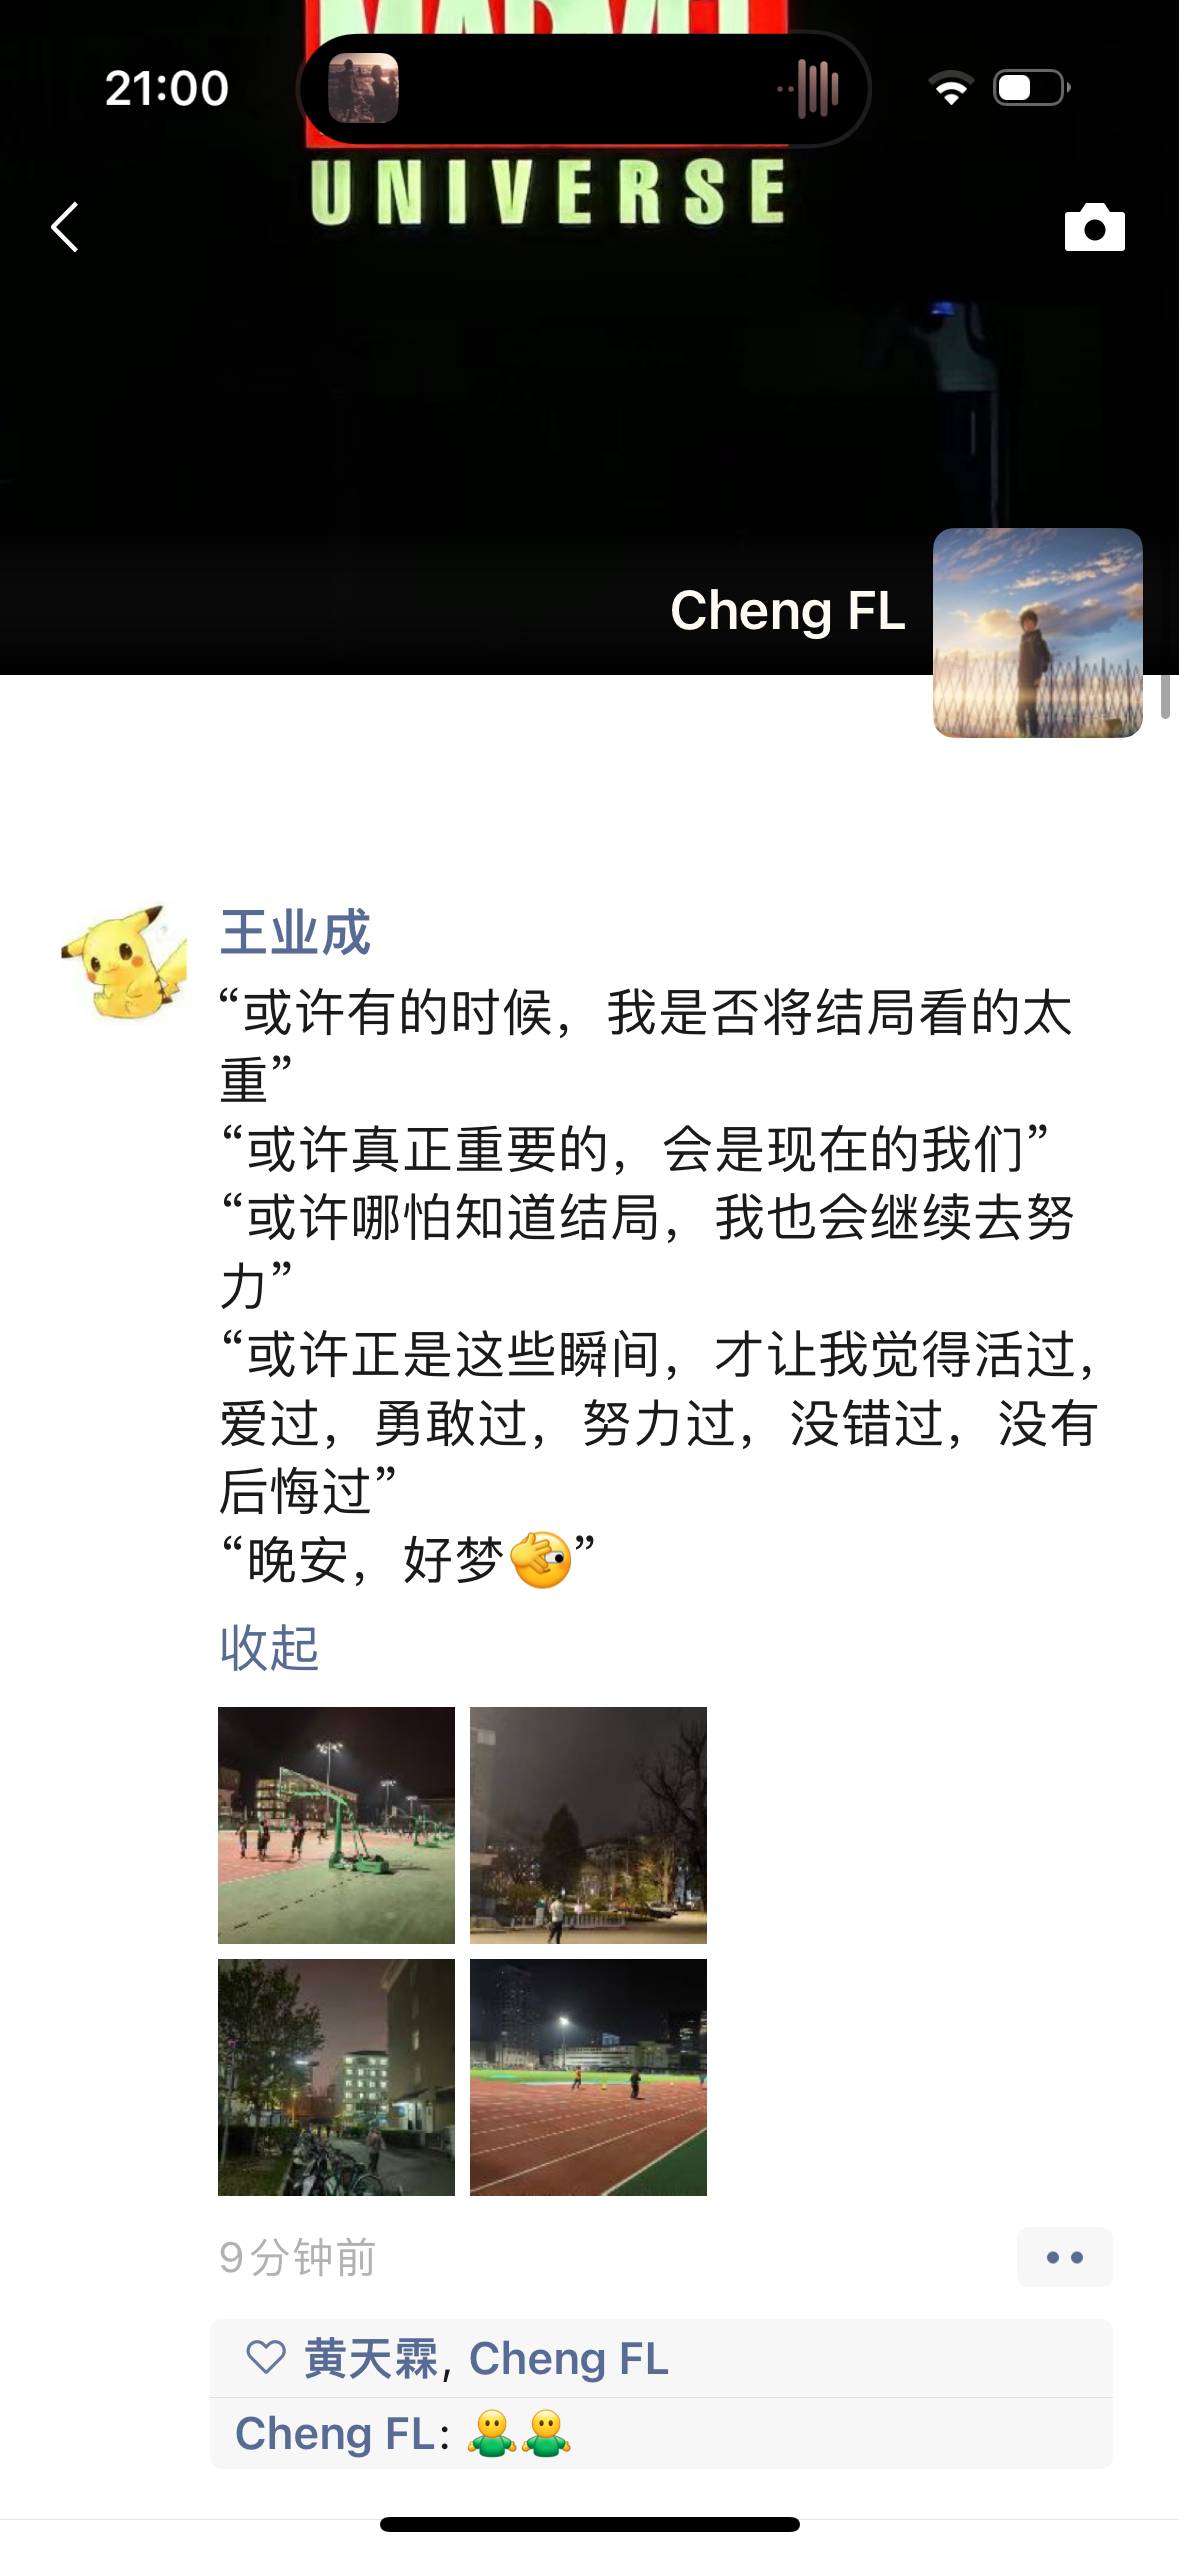 21:00
MARVEL
UNIVERSE
Cheng FL
王业成
“或许有的时候，我是否将结局看的太
重”
“或许真正重要的，会是现在的我们”
“或许哪怕知道结局，我也会继续去努
力”
“或许正是这些瞬间，才让我觉得活过，
爱过，勇敢过，努力过，没错过，没有
后悔过”
“晚安，好梦🫣”
收起
9分钟前
黄天霖, Cheng FL
Cheng FL: